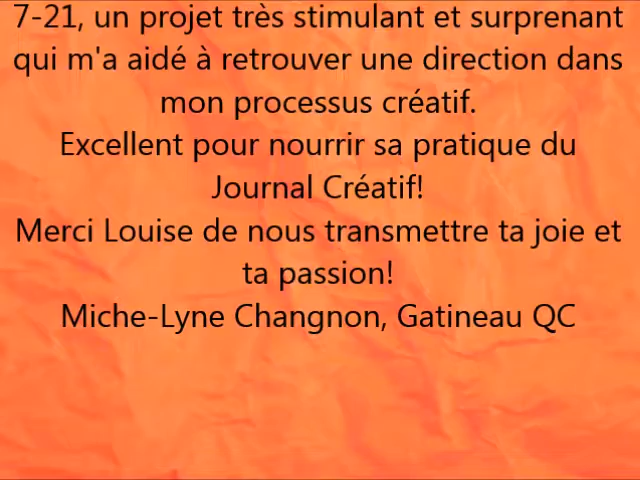 7-21, un projet très stimulant et surprenant
qui m'a aidé à retrouver une direction dans
mon processus créatif.
Excellent pour nourrir sa pratique du
Journal Créatif!
Merci Louise de nous transmettre ta joie et
ta passion!
Miche-Lyne Changnon, Gatineau QC